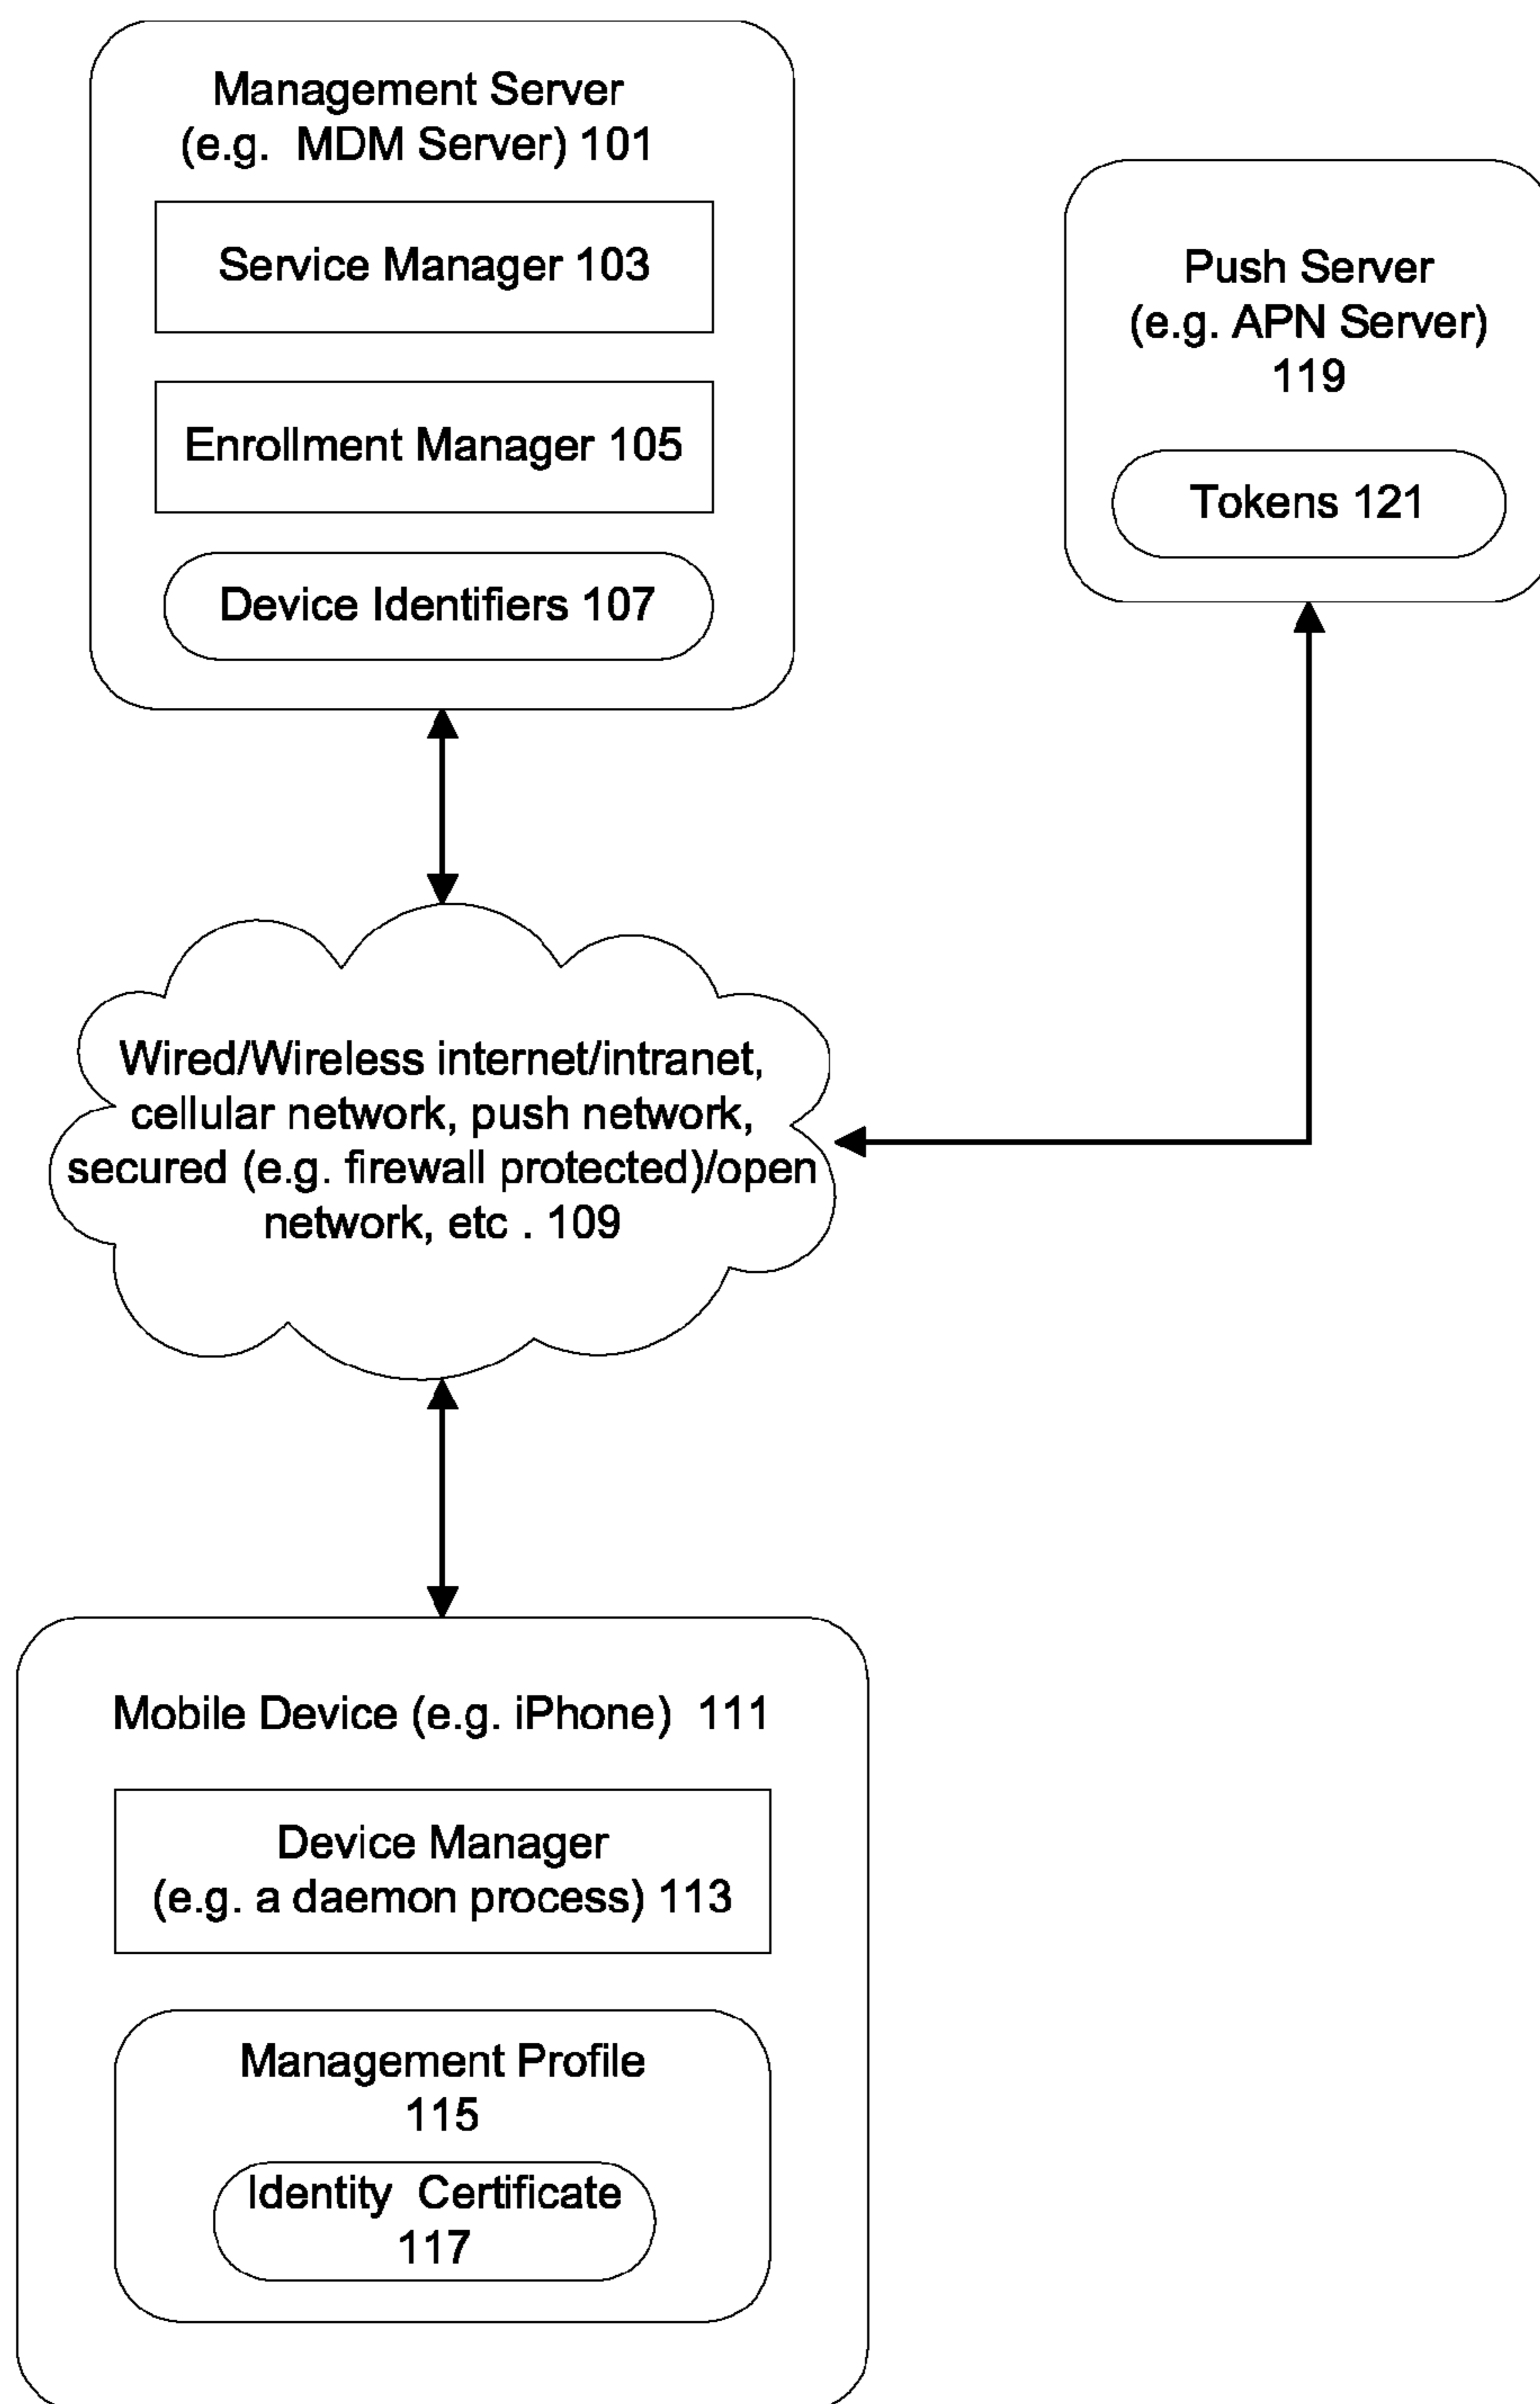 Management Server
(e.g. MDM Server) 101
Service Manager 103
Enrollment Manager 105
Device Identifiers 107
Push Server
(e.g. APN Server)
119
Tokens 121
Wired/Wireless internet/intranet,
cellular network, push network,
secured (e.g. firewall protected)/open
network, etc . 109
Mobile Device (e.g. iPhone) 111
Device Manager
(e.g. a daemon process) 113
Management Profile
115
Identity Certificate
117